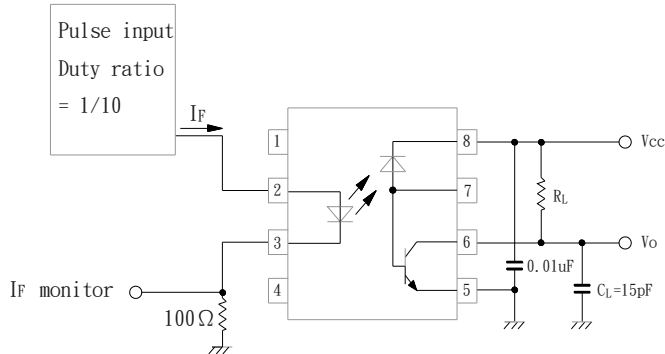 Pulse input
Duty ratio
= 1/10
IF
1
2
3
4
8
7
6
5
Vcc
RL
Vo
0.01uF
CL=15pF
IF monitor
100Ω